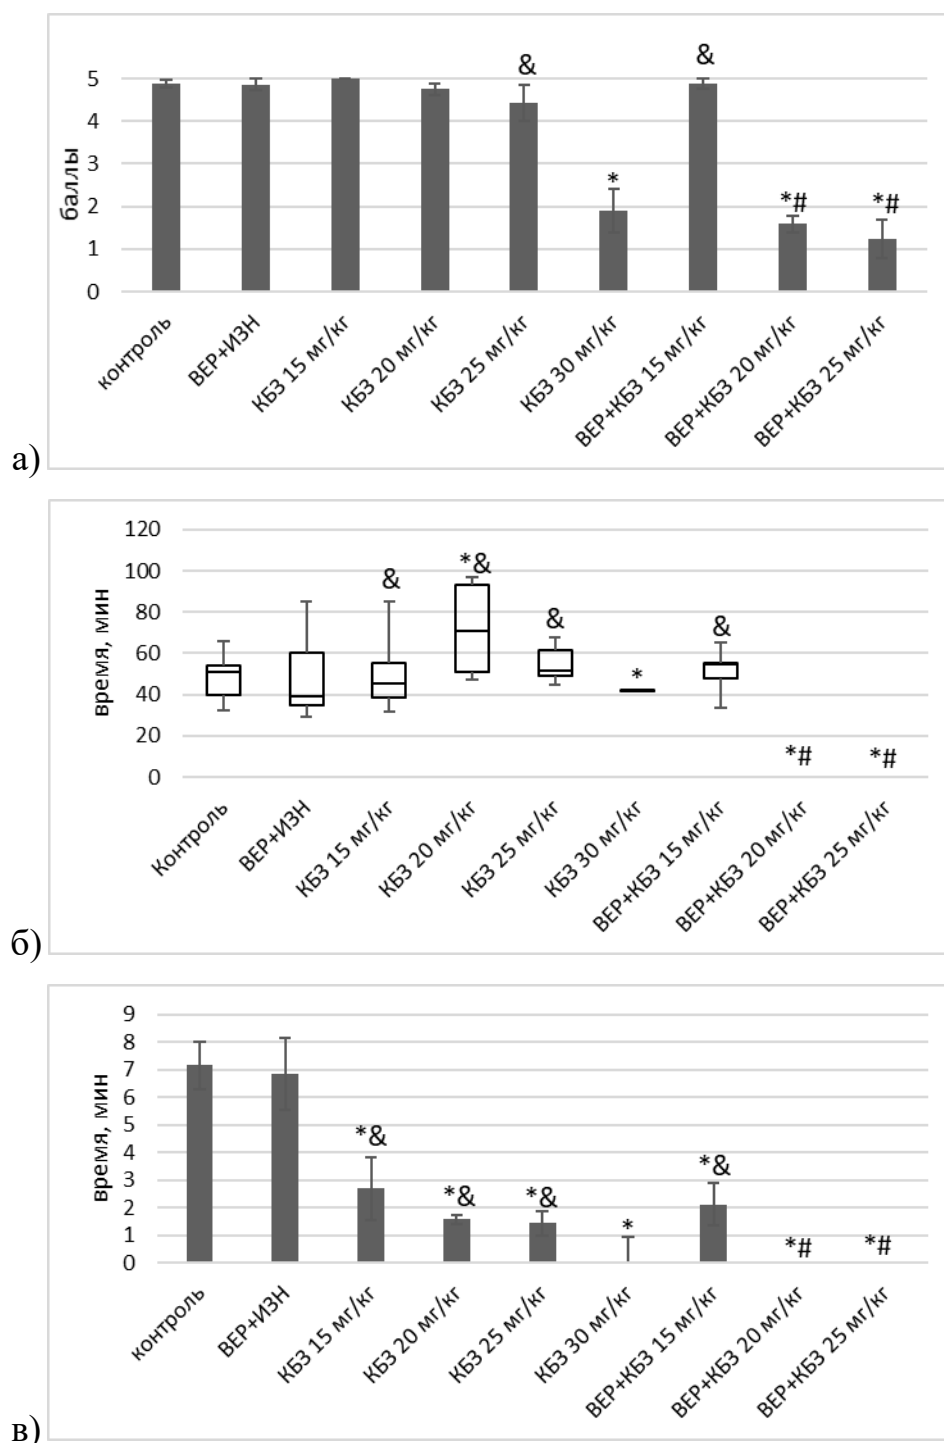 &
&
5
*
*#
*#
4
3
2
1
0
баллы
контроль
ВЕР+ИЗН
КБЗ 15 мг/кг
КБЗ 20 мг/кг
КБЗ 25 мг/кг
КБЗ 30 мг/кг
ВЕР+КБЗ 15 мг/кг
ВЕР+КБЗ 20 мг/кг
ВЕР+КБЗ 25 мг/кг
а)
120
100
80
60
40
20
0
время, мин
&
*&
&
*
&
*#
*#
Контроль
ВЕР+ИЗН
КБЗ 15 мг/кг
КБЗ 20 мг/кг
КБЗ 25 мг/кг
КБЗ 30 мг/кг
ВЕР+КБЗ 15 мг/кг
ВЕР+КБЗ 20 мг/кг
ВЕР+КБЗ 25 мг/кг
б)
9
8
7
6
5
4
3
2
1
0
время, мин
*&
*&
*&
*
*&
*#
*#
контроль
ВЕР+ИЗН
КБЗ 15 мг/кг
КБЗ 20 мг/кг
КБЗ 25 мг/кг
КБЗ 30 мг/кг
ВЕР+КБЗ 15 мг/кг
ВЕР+КБЗ 20 мг/кг
ВЕР+КБЗ 25 мг/кг
в)